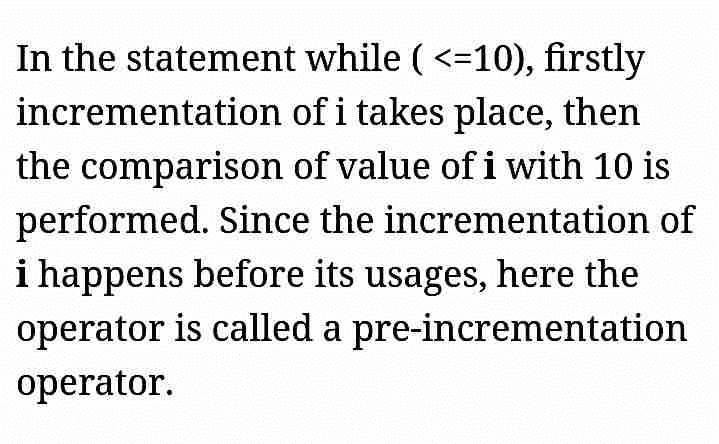 In the statement while ( <=10), firstly
incrementation of i takes place, then
the comparison of value of i with 10 is
performed. Since the incrementation of
i happens before its usages, here the
operator is called a pre-incrementation
operator.